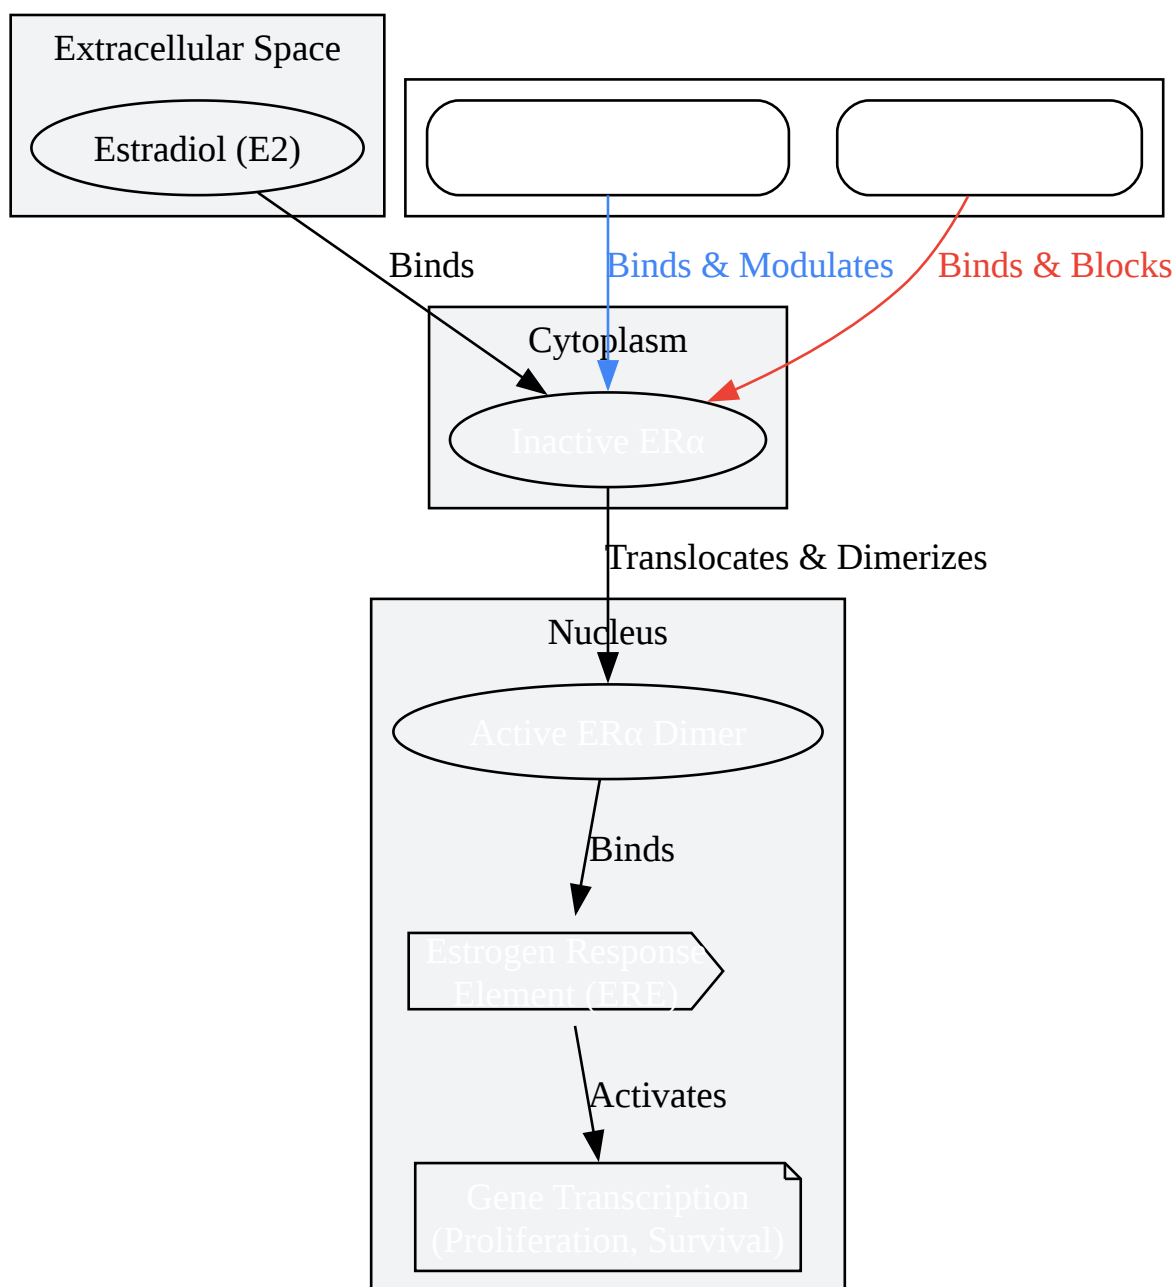 Extracellular Space
Estradiol (E2)
Binds
Binds & Modulates
Binds & Blocks
Cytoplasm
Inactive ERα
Translocates & Dimerizes
Nucleus
Active ERα Dimer
Binds
Estrogen Response
Element (ERE)
Activates
Gene Transcription
(Proliferation, Survival)